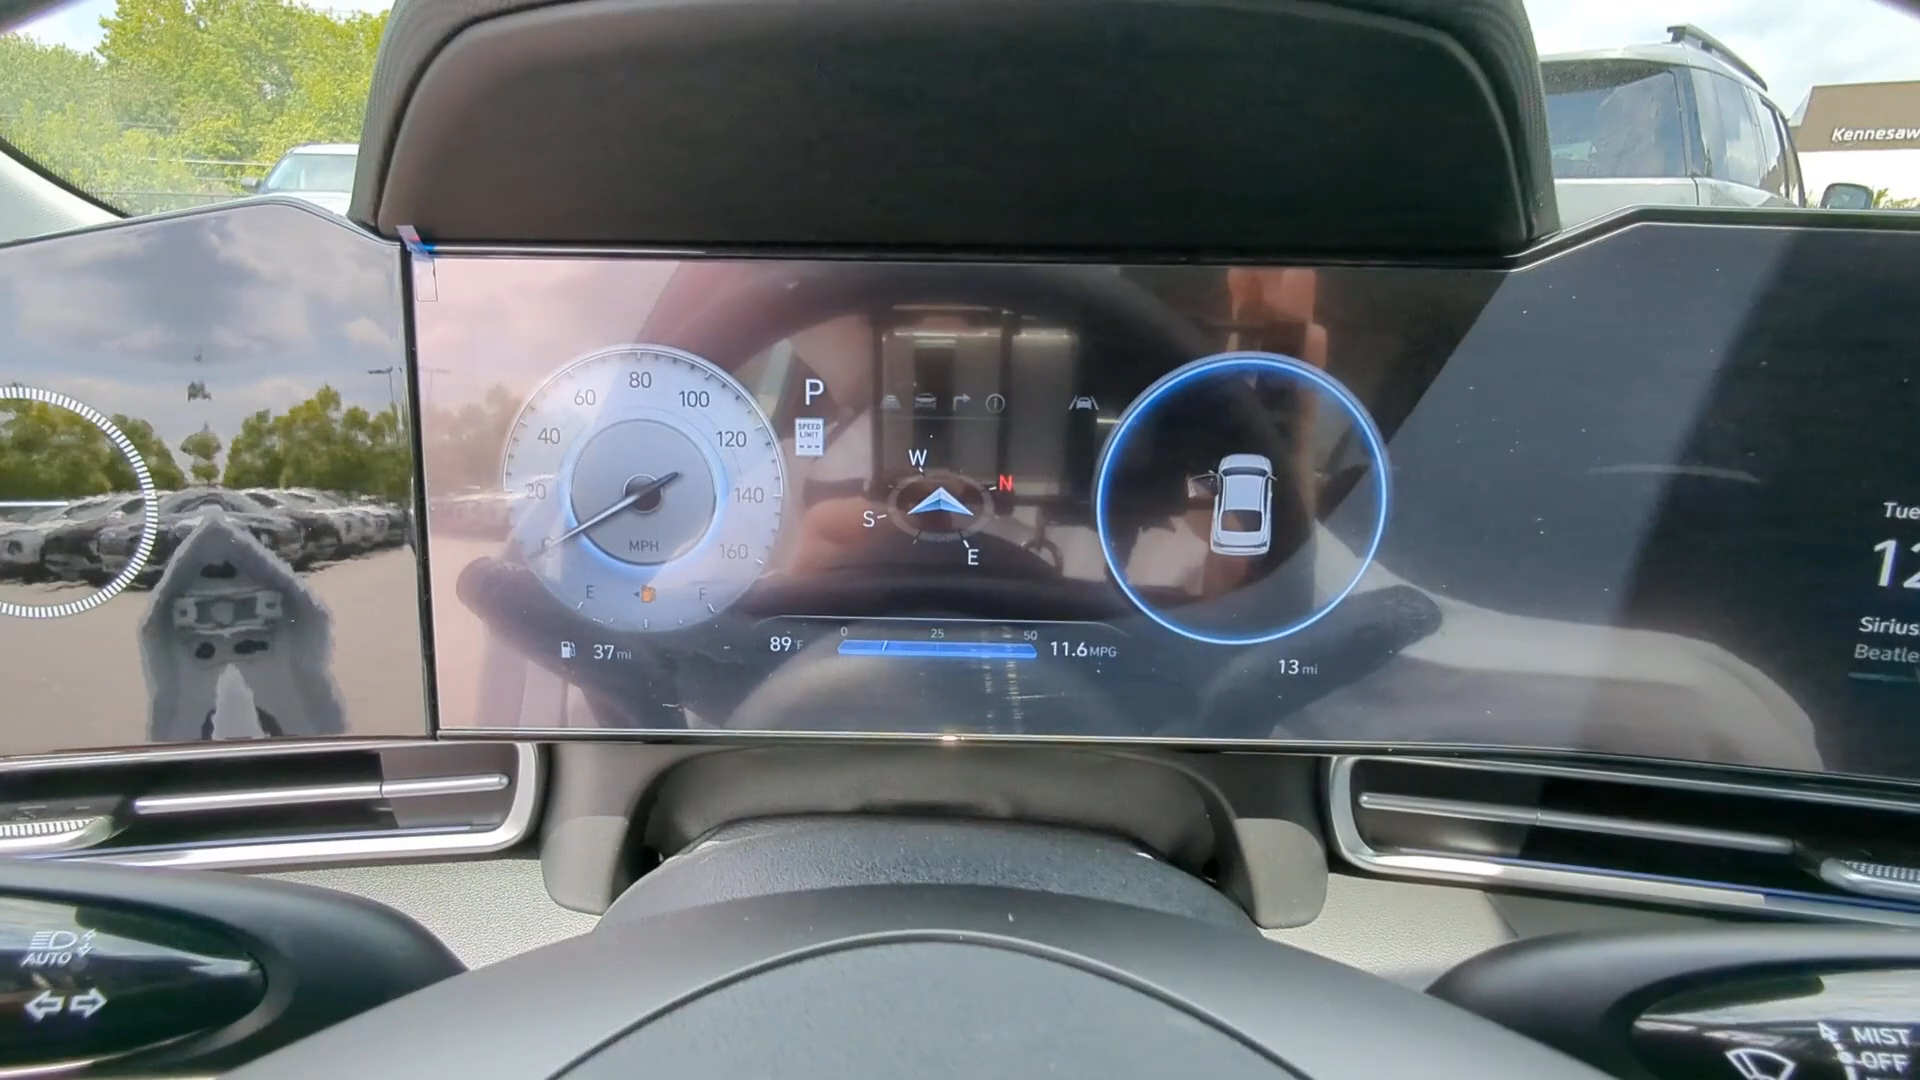 Kennesaw
60
80
100
40
120
20
140
0
160
MPH
E
F
37 mi
P
SPEED
LIMIT
W
N
S
E
0
25
50
89°F
11.6 MPG
13 mi
Tue
12
Sirius
Beatle
AUTO
MIST
OFF